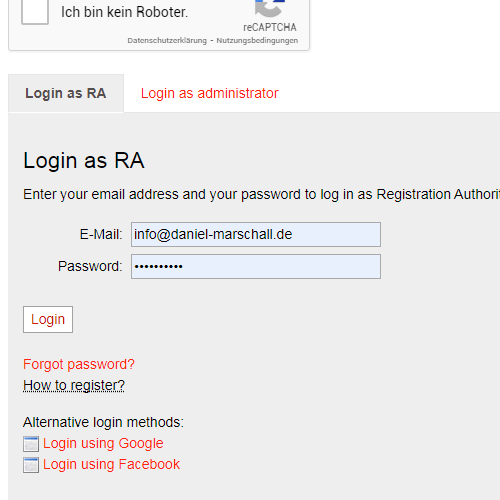 Ich bin kein Roboter.
reCAPTCHA
Datenschutzerklärung - Nutzungsbedingungen
Login as RA
Login as administrator
Login as RA
Enter your email address and your password to log in as Registration
E-Mail: info@daniel-marschall.de
Password: ••••••••••
Login
Forgot password?
How to register?
Alternative login methods:
Login using Google
Login using Facebook